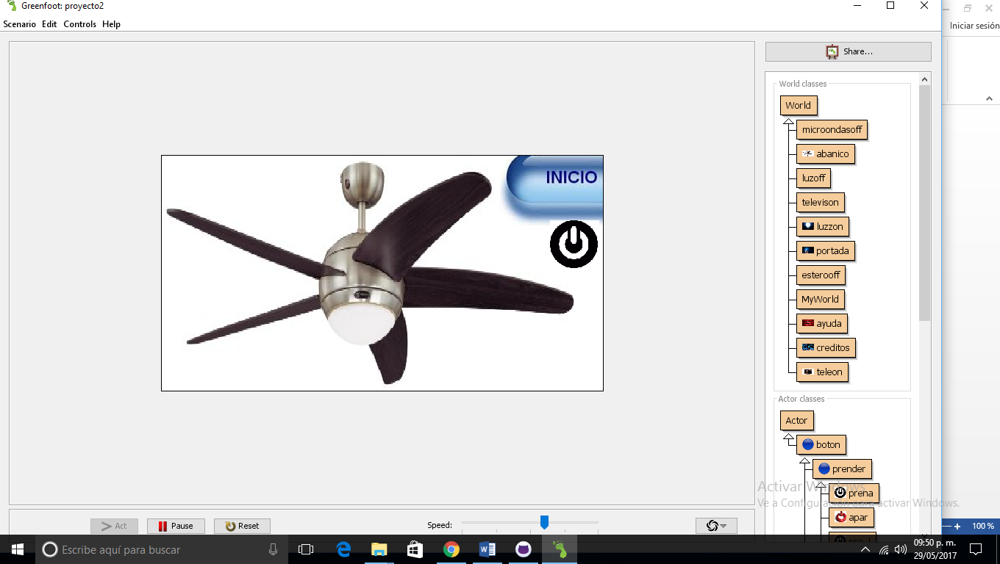 Greenfoot: proyecto2
Scenario Edit Controls Help
Iniciar sesión
Share...
World classes
World
microondasoff
abanico
luzoff
televison
luzzon
portada
esterooff
MyWorld
ayuda
creditos
teleon
INICIO
Actor classes
Actor
boton
prender
prena
apar
Activar Windows
Ve a Configuración para activar Windows.
Act
Pause
Reset
Speed:
100 %
Escribe aquí para buscar
09:50 p. m.
29/05/2017